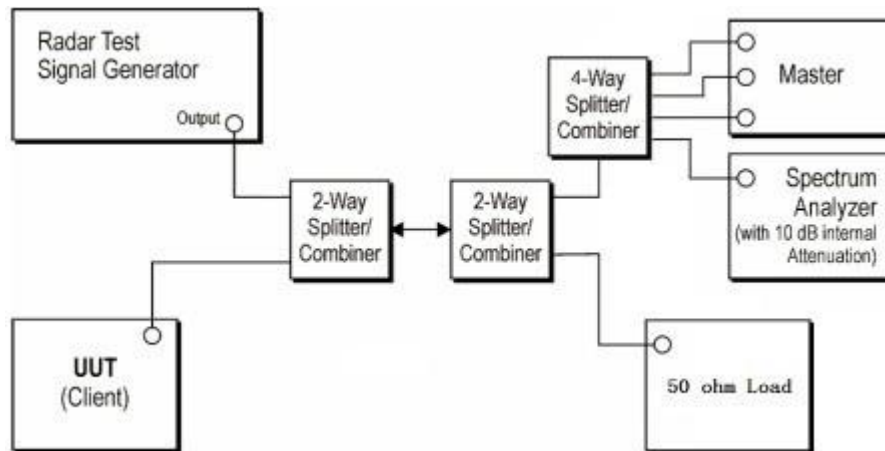 Radar Test
Signal Generator
Output
4-Way
Splitter/
Combiner
Master
2-Way
Splitter/
Combiner
2-Way
Splitter/
Combiner
Spectrum
Analyzer
(with 10 dB internal
Attenuation)
UUT
(Client)
50 ohm Load